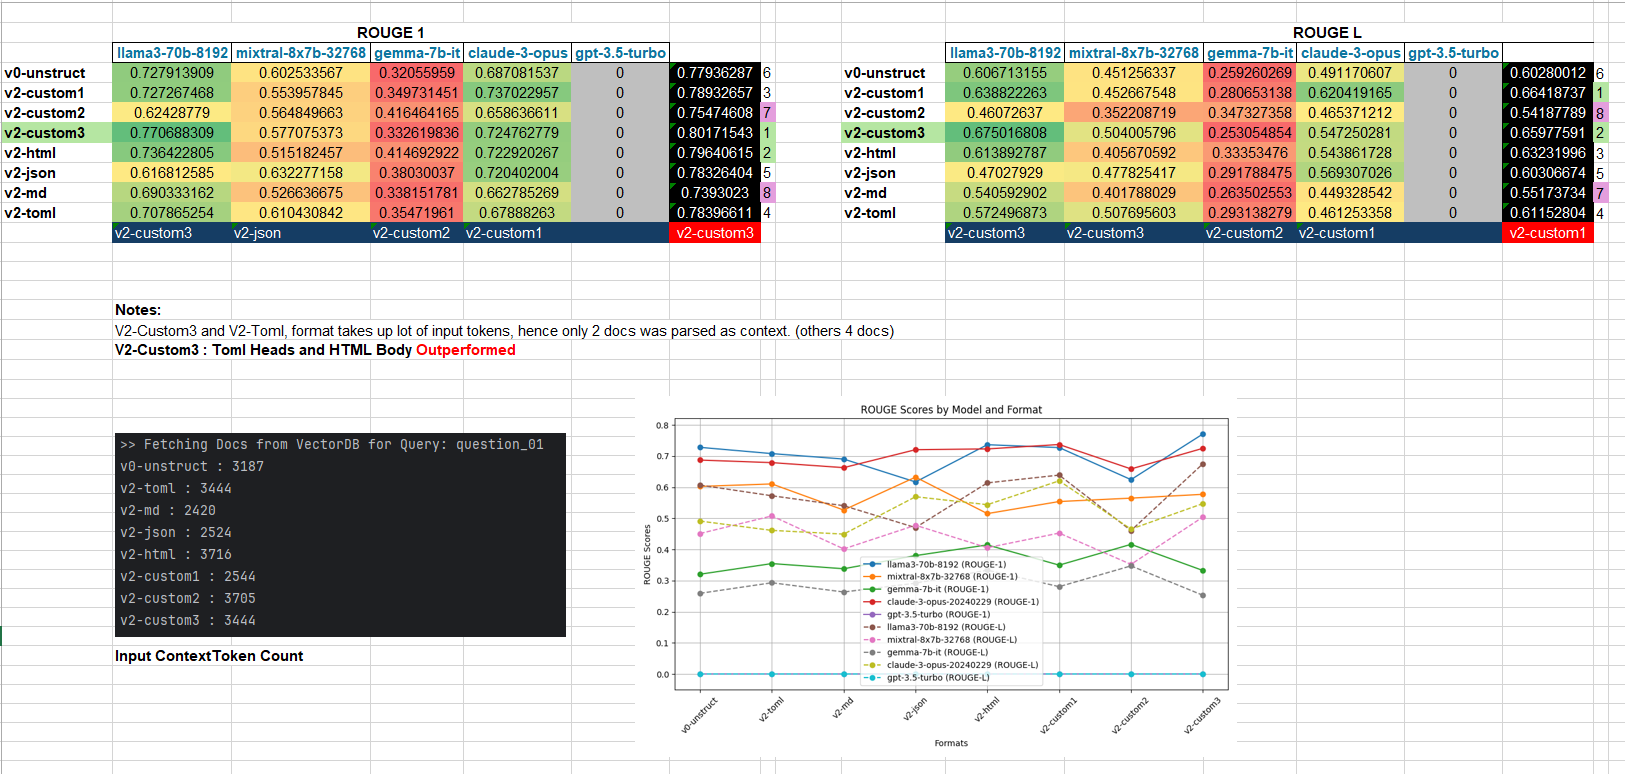 ROUGE 1 ROUGE L
llama3-70b-8192 mixtral-8x7b-32768 gemma-7b-it claude-3-opus gpt-3.5-turbo llama3-70b-8192 mixtral-8x7b-32768 gemma-7b-it claude-3-opus gpt-3.5-turbo
v0-unstruct 0.727913909 0.602533567 0.32055959 0.687081537 0 0.77936287 6 v0-unstruct 0.606713155 0.451256337 0.259260269 0.491170607 0 0.60280012 6
v2-custom1 0.727267468 0.553957845 0.349731451 0.737022957 0 0.78932657 3 v2-custom1 0.638822263 0.452667548 0.280653138 0.620419165 0 0.66418737 1
v2-custom2 0.62428779 0.564849663 0.416464165 0.658636611 0 0.75474608 7 v2-custom2 0.46072637 0.352208719 0.347327358 0.465371212 0 0.54187789 8
v2-custom3 0.770688309 0.577075373 0.332619836 0.724762779 0 0.80171543 1 v2-custom3 0.675016808 0.504005796 0.253054854 0.547250281 0 0.65977591 2
v2-html 0.736422805 0.515182457 0.414692922 0.722920267 0 0.79640615 2 v2-html 0.613892787 0.405670592 0.33353476 0.543861728 0 0.63231996 3
v2-json 0.616812585 0.632277158 0.38030037 0.720402004 0 0.78326404 5 v2-json 0.47027929 0.477825417 0.291788475 0.569307026 0 0.60306674 5
v2-md 0.690333162 0.526636675 0.338151781 0.662785269 0 0.7393023 8 v2-md 0.540592902 0.401788029 0.263502553 0.449328542 0 0.55173734 7
v2-toml 0.707865254 0.610430842 0.35471961 0.67888263 0 0.78396611 4 v2-toml 0.572496873 0.507695603 0.293138279 0.461253358 0 0.61152804 4
v2-custom3 v2-json v2-custom2 v2-custom1 v2-custom3 v2-custom3 v2-custom3 v2-custom2 v2-custom1 v2-custom1
Notes:
V2-Custom3 and V2-Toml, format takes up lot of input tokens, hence only 2 docs was parsed as context. (others 4 docs)
V2-Custom3 : Toml Heads and HTML Body Outperformed
>> Fetching Docs from VectorDB for Query: question_01
v0-unstruct : 3187
v2-toml : 3444
v2-md : 2420
v2-json : 2524
v2-html : 3716
v2-custom1 : 2544
v2-custom2 : 3705
v2-custom3 : 3444
Input ContextToken Count
ROUGE Scores by Model and Format
ROUGE Scores
0.8
0.7
0.6
0.5
0.4
0.3
0.2
0.1
0.0
llama3-70b-8192 (ROUGE-1)
mixtral-8x7b-32768 (ROUGE-1)
gemma-7b-it (ROUGE-1)
claude-3-opus-20240229 (ROUGE-1)
gpt-3.5-turbo (ROUGE-1)
llama3-70b-8192 (ROUGE-L)
mixtral-8x7b-32768 (ROUGE-L)
gemma-7b-it (ROUGE-L)
claude-3-opus-20240229 (ROUGE-L)
gpt-3.5-turbo (ROUGE-L)
v0-unstruct v2-toml v2-md v2-json v2-html v2-custom1 v2-custom2 v2-custom3
Formats